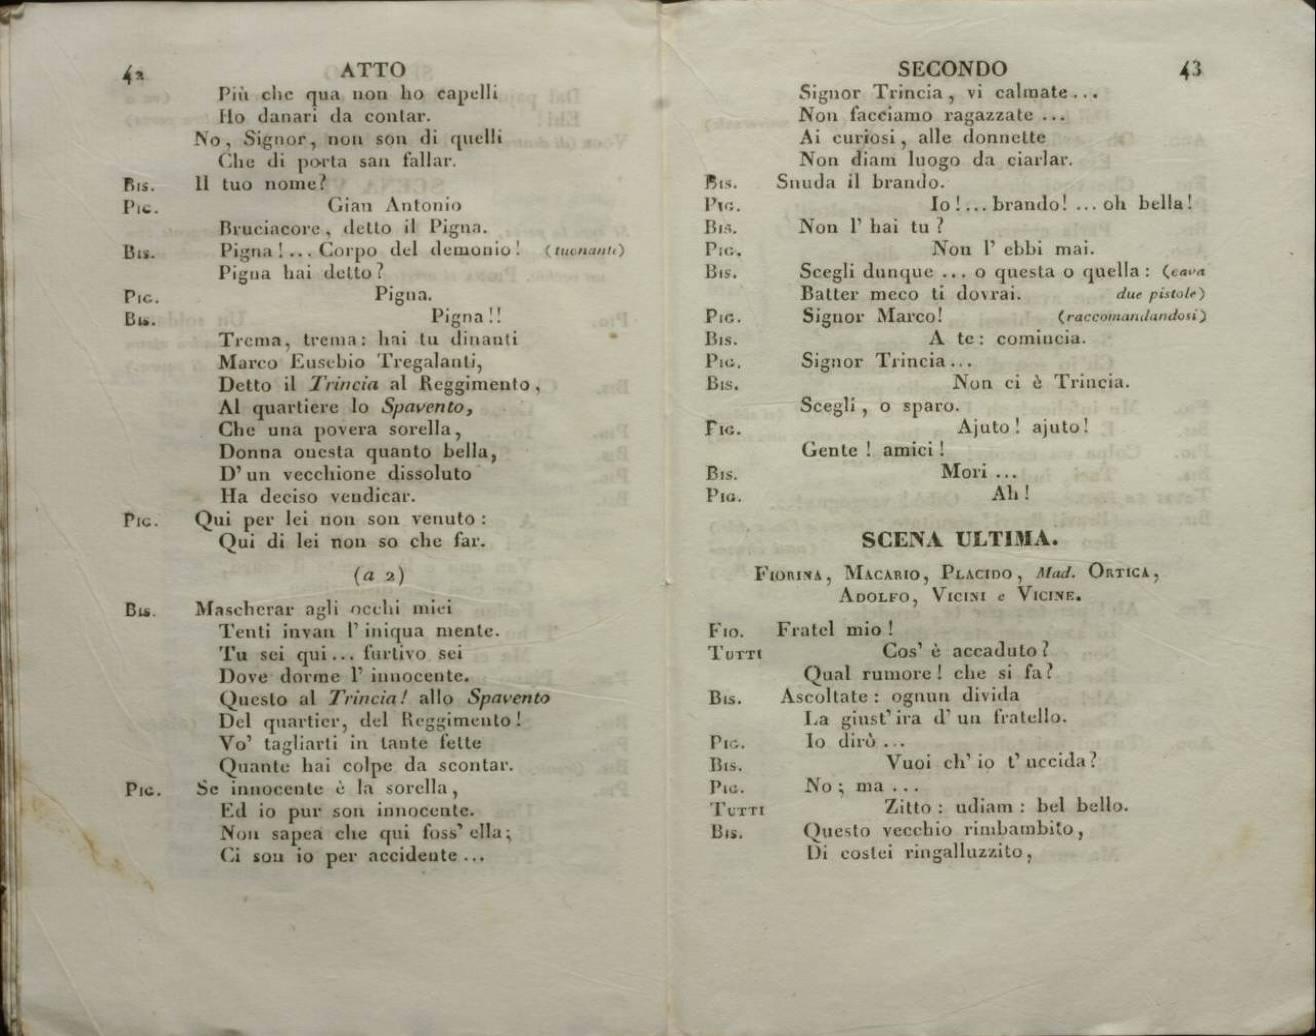 42 ATTO
Più che qua non ho capelli
Ho danari da contar.
No, Signor, non son di quelli
Che di porta san fallar.
Bis. Il tuo nome?
Pig. Gian Antonio
Bruciacore, detto il Pigna.
Bis. Pigna!... Corpo del demonio! (tuonante)
Pigna hai detto?
Pig. Pigna.
Bis. Pigna!!
Trema, trema: hai tu dinanti
Marco Eusebio Tregalanti,
Detto il Trincia al Reggimento,
Al quartiere lo Spavento,
Che una povera sorella,
Donna onesta quanto bella,
D' un vecchione dissoluto
Ha deciso vendicar.
Pig. Qui per lei non son venuto:
Qui di lei non so che far.
(a 2)
Bis. Mascherar agli occhi miei
Tenti invan l' iniqua mente.
Tu sei qui... furtivo sei
Dove dorme l' innocente.
Questo al Trincia! allo Spavento
Del quartier, del Reggimento!
Vo' tagliarti in tante fette
Quante hai colpe da scontar.
Pig. Se innocente è la sorella,
Ed io pur son innocente.
Non sapea che qui foss' ella;
Ci son io per accidente...
SECONDO 43
Signor Trincia, vi calmate...
Non facciamo ragazzate ...
Ai curiosi, alle donnette
Non diam luogo da ciarlar.
Bis. Snuda il brando.
Pig. Io!... brando! ... oh bella!
Bis. Non l' hai tu?
Pig. Non l' ebbi mai.
Bis. Scegli dunque ... o questa o quella: (cava
Batter meco ti dovrai. due pistole)
Pig. Signor Marco! (raccomandandosi)
Bis. A te: comincia.
Pig. Signor Trincia...
Bis. Non ci è Trincia.
Scegli, o sparo.
Pig. Ajuto! ajuto!
Gente! amici!
Bis. Mori ...
Pig. Ah!
SCENA ULTIMA.
Fiorina, Macario, Placido, Mad. Ortica,
Adolfo, Vicini e Vicine.
Fio. Fratel mio!
Tutti Cos' è accaduto?
Qual rumore! che si fa?
Bis. Ascoltate: ognun divida
La giust' ira d' un fratello.
Pig. Io dirò...
Bis. Vuoi ch' io t' uccida?
Pig. No; ma ...
Tutti Zitto: udiam: bel bello.
Bis. Questo vecchio rimbambito,
Di costei ringalluzzito,